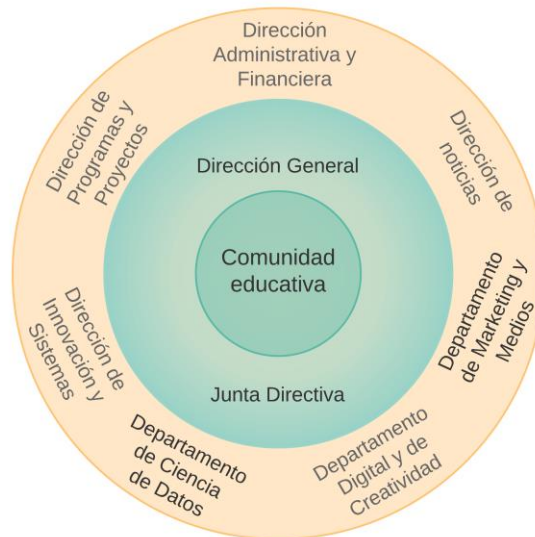 Dirección
Administrativa y
Financiera
Dirección de
noticias
Departamento
de Marketing y
Medios
Departamento
Digital y de
Creatividad
Departamento
de Ciencia
de Datos
Dirección de
Innovación y
Sistemas
Dirección de
Programas y
Proyectos
Dirección General
Comunidad
educativa
Junta Directiva